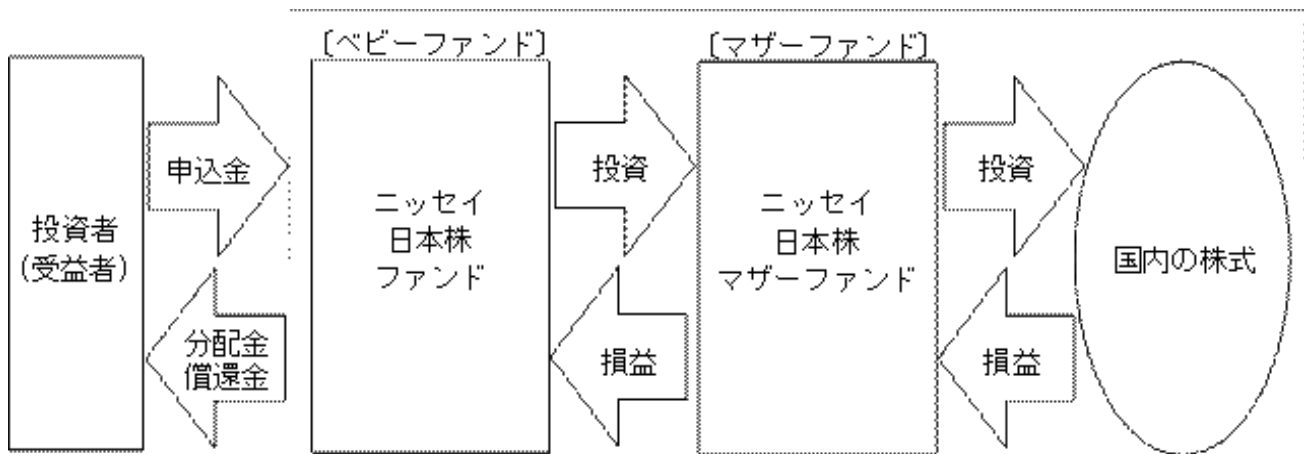 〔ベビーファンド〕
〔マザーファンド〕
投資者
(受益者)
申込金
分配金
償還金
ニッセイ
日本株
ファンド
投資
損益
ニッセイ
日本株
マザーファンド
投資
損益
国内の株式